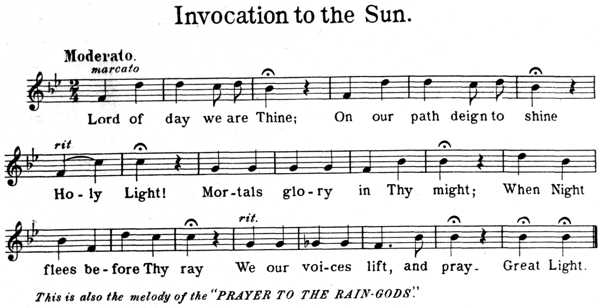 Invocation to the Sun.
Moderato.
marcato
Lord of day we are Thine; On our path deign to shine
rit
Ho-ly Light! Mor-tals glo-ry in Thy might; When Night
rit.
flees be-fore Thy ray We our voi-ces lift, and pray- Great Light.
This is also the melody of the "PRAYER TO THE RAIN-GODS".